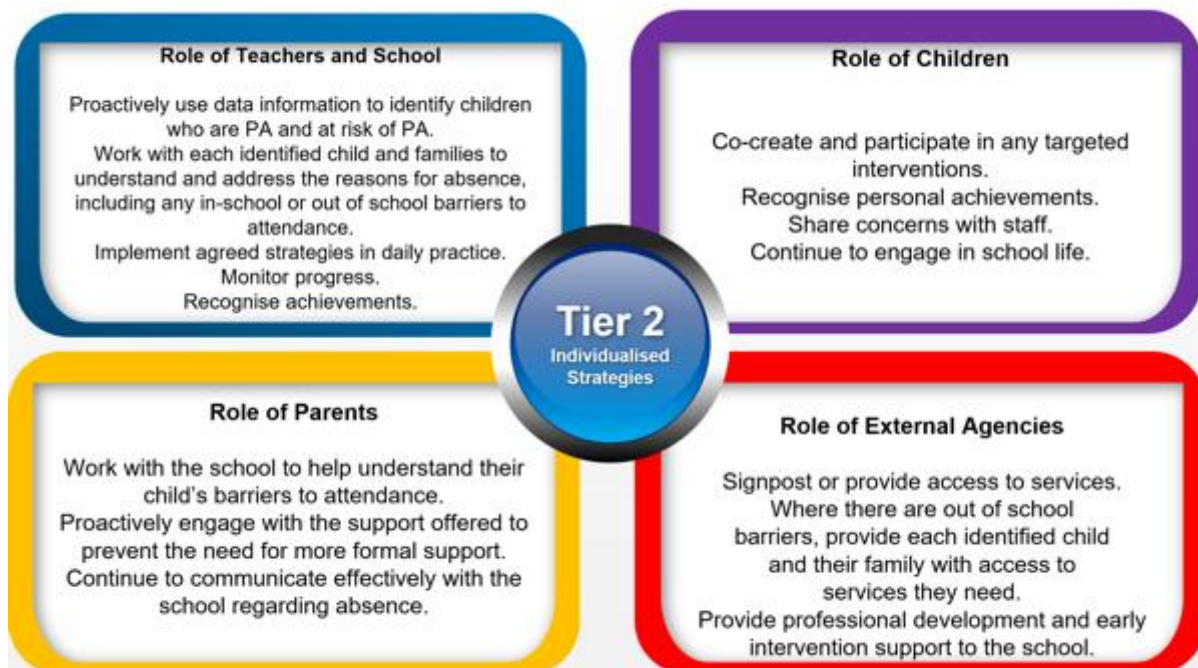 Role of Teachers and School
Proactively use data information to identify children
who are PA and at risk of PA.
Work with each identified child and families to
understand and address the reasons for absence,
including any in-school or out of school barriers to
attendance.
Implement agreed strategies in daily practice.
Monitor progress.
Recognise achievements.
Role of Children
Co-create and participate in any targeted
interventions.
Recognise personal achievements.
Share concerns with staff.
Continue to engage in school life.
Tier 2
Individualised
Strategies
Role of Parents
Work with the school to help understand their
child's barriers to attendance.
Proactively engage with the support offered to
prevent the need for more formal support.
Continue to communicate effectively with the
school regarding absence.
Role of External Agencies
Signpost or provide access to services.
Where there are out of school
barriers, provide each identified child
and their family with access to
services they need.
Provide professional development and early
intervention support to the school.